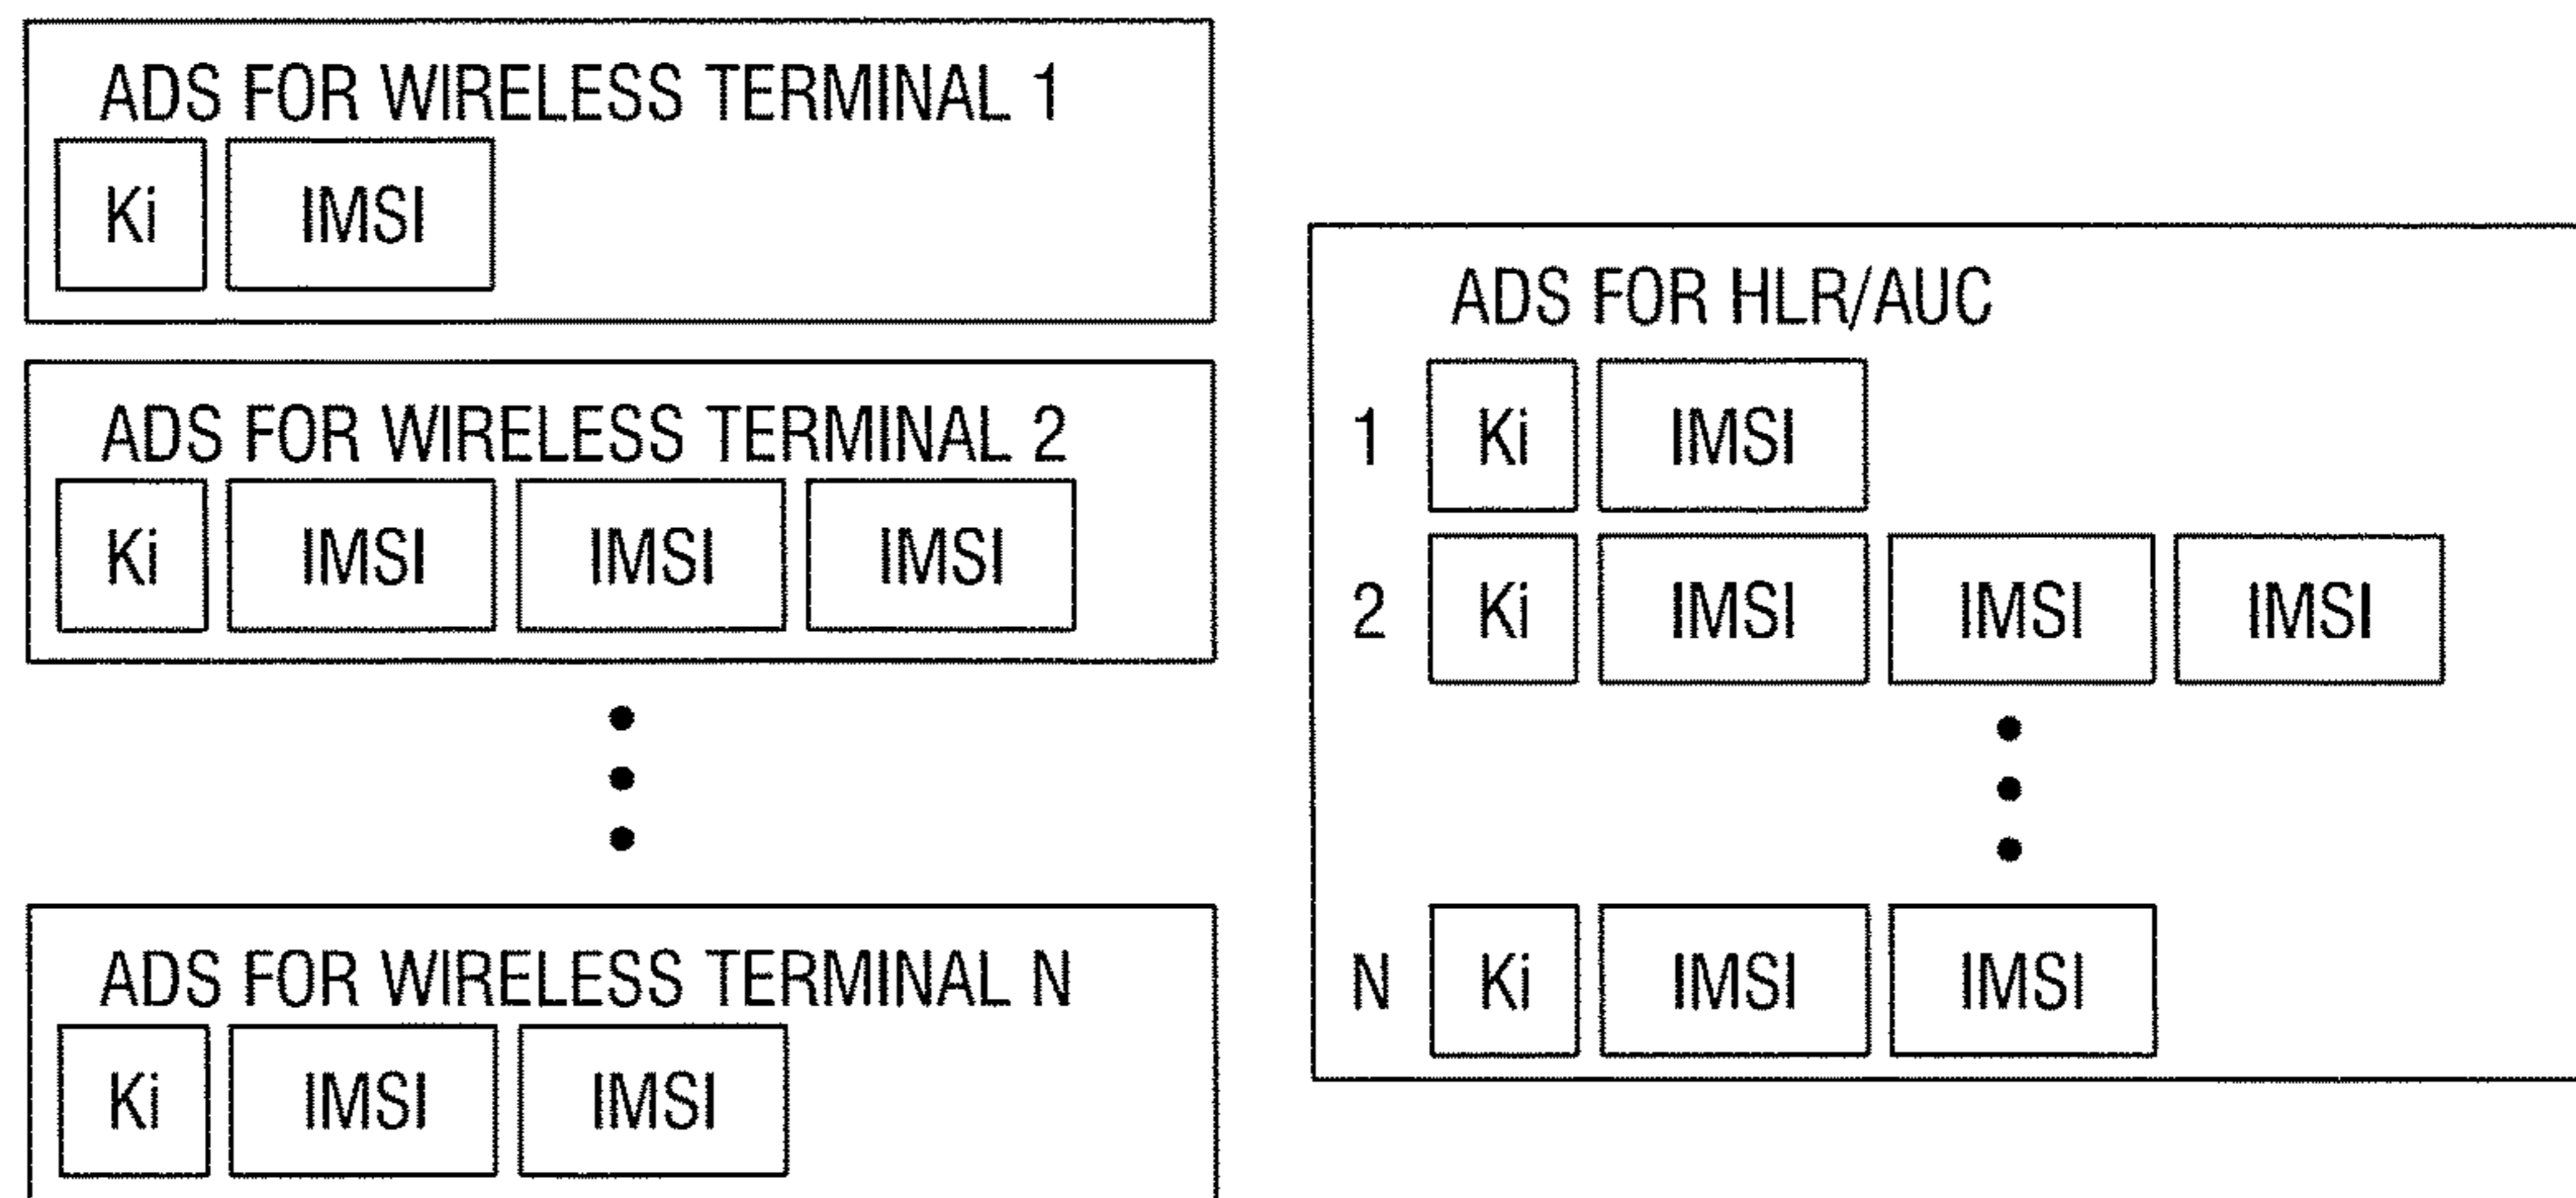 ADS FOR WIRELESS TERMINAL 1
Ki IMSI
ADS FOR WIRELESS TERMINAL 2
Ki IMSI IMSI IMSI
ADS FOR WIRELESS TERMINAL N
Ki IMSI IMSI
ADS FOR HLR/AUC
1 Ki IMSI
2 Ki IMSI IMSI IMSI
N Ki IMSI IMSI